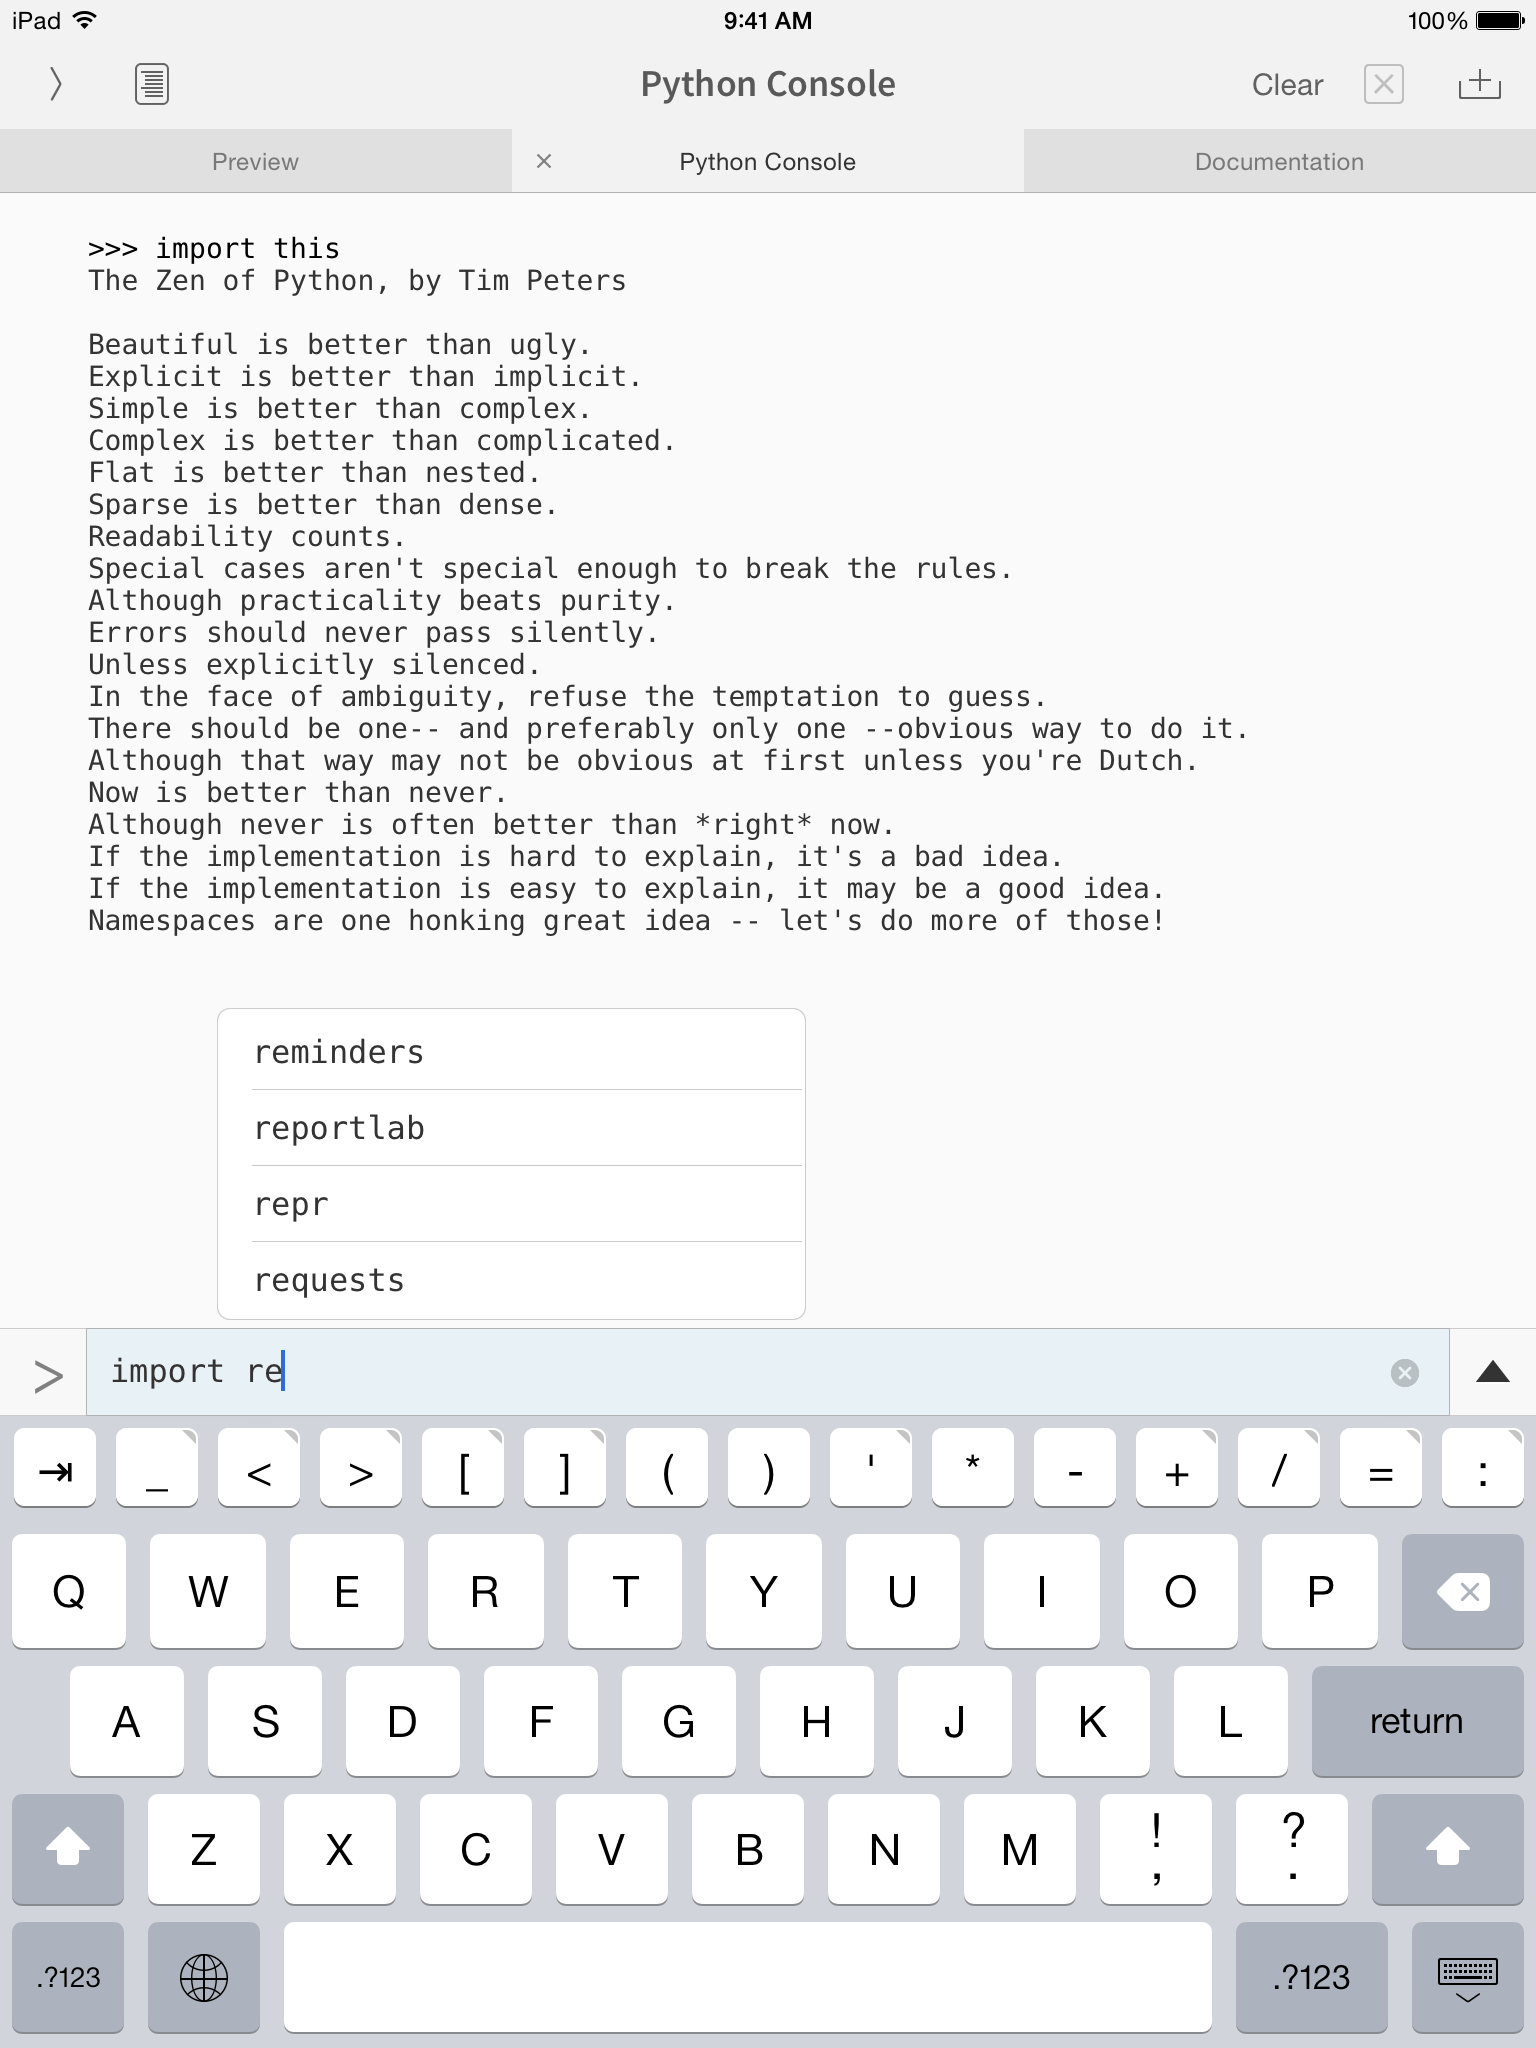 iPad 9:41 AM 100%
Python Console Clear
Preview × Python Console Documentation
>>> import this
The Zen of Python, by Tim Peters
Beautiful is better than ugly.
Explicit is better than implicit.
Simple is better than complex.
Complex is better than complicated.
Flat is better than nested.
Sparse is better than dense.
Readability counts.
Special cases aren't special enough to break the rules.
Although practicality beats purity.
Errors should never pass silently.
Unless explicitly silenced.
In the face of ambiguity, refuse the temptation to guess.
There should be one-- and preferably only one --obvious way to do it.
Although that way may not be obvious at first unless you're Dutch.
Now is better than never.
Although never is often better than *right* now.
If the implementation is hard to explain, it's a bad idea.
If the implementation is easy to explain, it may be a good idea.
Namespaces are one honking great idea -- let's do more of those!
reminders
reportlab
repr
requests
> import re
⇥ _ < > [ ] ( ) ' * - + / = :
Q W E R T Y U I O P
A S D F G H J K L return
Z X C V B N M ! , ? .
.?123 .?123